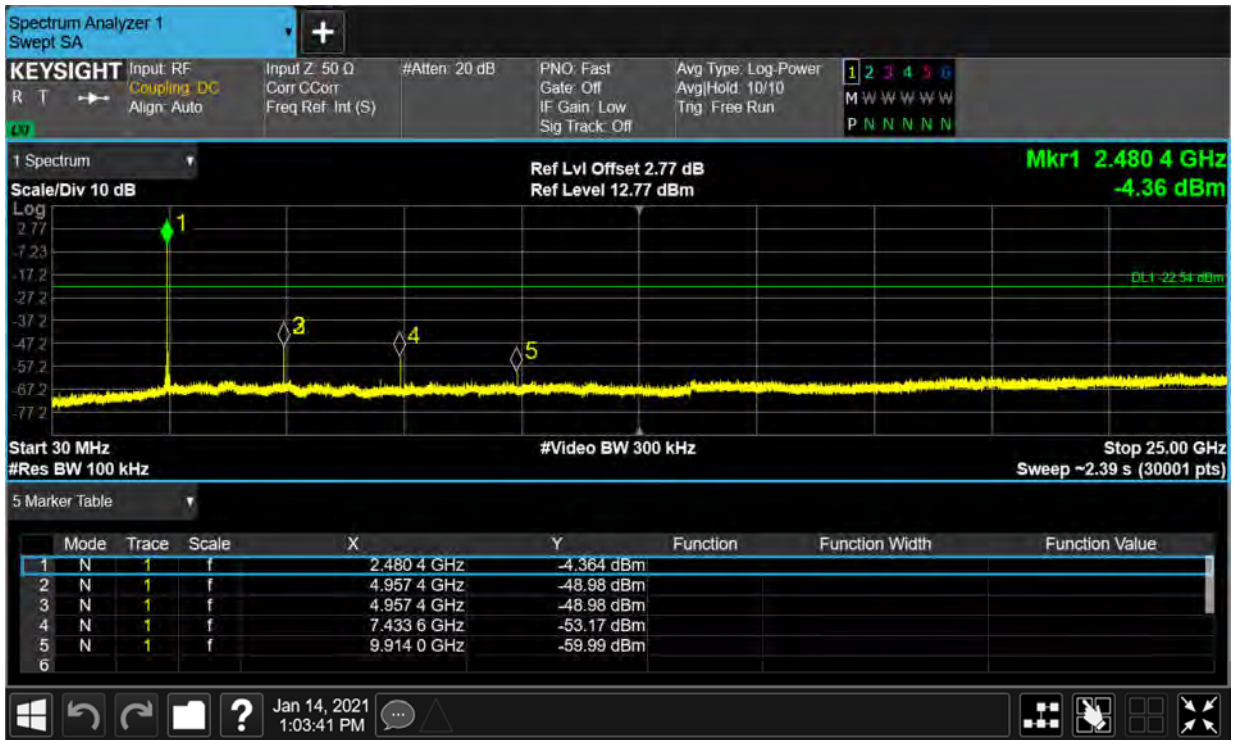 Spectrum Analyzer 1
Swept SA
+
KEYSIGHT Input: RF Input Z: 50 Ω #Atten: 20 dB PNO: Fast Avg Type: Log-Power 1 2 3 4 5 6
R T Coupling: DC Corr CCorr Gate: Off Avg|Hold: 10/10 M W W W W W
Align: Auto Freq Ref: Int (S) IF Gain: Low Trig: Free Run
Sig Track: Off P N N N N N
1 Spectrum
Ref Lvl Offset 2.77 dB Mkr1 2.480 4 GHz
Scale/Div 10 dB Ref Level 12.77 dBm -4.36 dBm
Log
1
2.77
-7.23
-17.2
DL1 -22.54 dBm
-27.2
-37.2
3
4
-47.2
5
-57.2
-67.2
-77.2
Start 30 MHz #Video BW 300 kHz Stop 25.00 GHz
#Res BW 100 kHz Sweep ~2.39 s (30001 pts)
5 Marker Table
Mode Trace Scale X Y Function Function Width Function Value
1 N 1 f 2.480 4 GHz -4.364 dBm
2 N 1 f 4.957 4 GHz -48.98 dBm
3 N 1 f 4.957 4 GHz -48.98 dBm
4 N 1 f 7.433 6 GHz -53.17 dBm
5 N 1 f 9.914 0 GHz -59.99 dBm
6
? Jan 14, 2021
1:03:41 PM